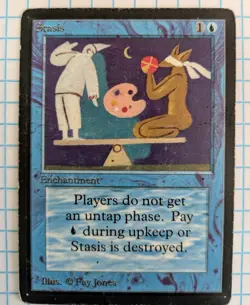 Stasis 1
Enchantment
Players do not get
an untap phase. Pay
during upkeep or
Stasis is destroyed.
Illus. © Fay Jones